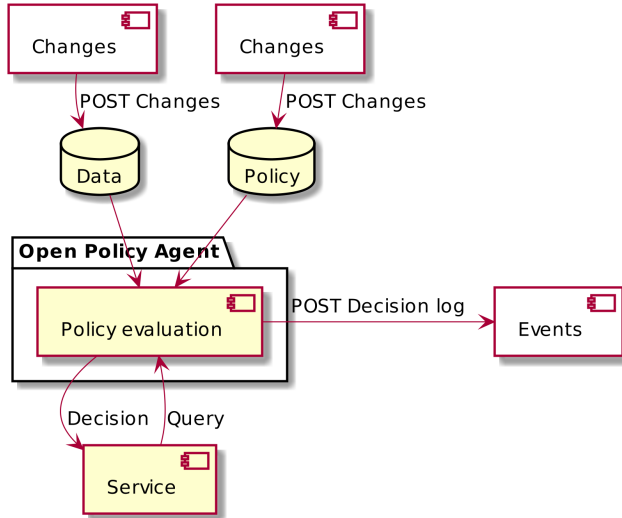 Changes
Changes
POST Changes
POST Changes
Data
Policy
Open Policy Agent
POST Decision log
Policy evaluation
Events
Decision
Query
Service